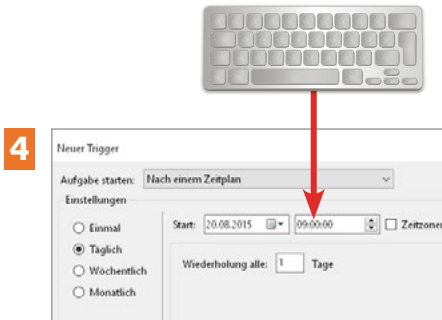 4
Neuer Trigger
Aufgabe starten: Nach einem Zeitplan
Einstellungen
Einmal
Täglich
Wöchentlich
Monatlich
Start: 20.08.2015 09:00:00 Zeitzonen
Wiederholung alle: 1 Tage